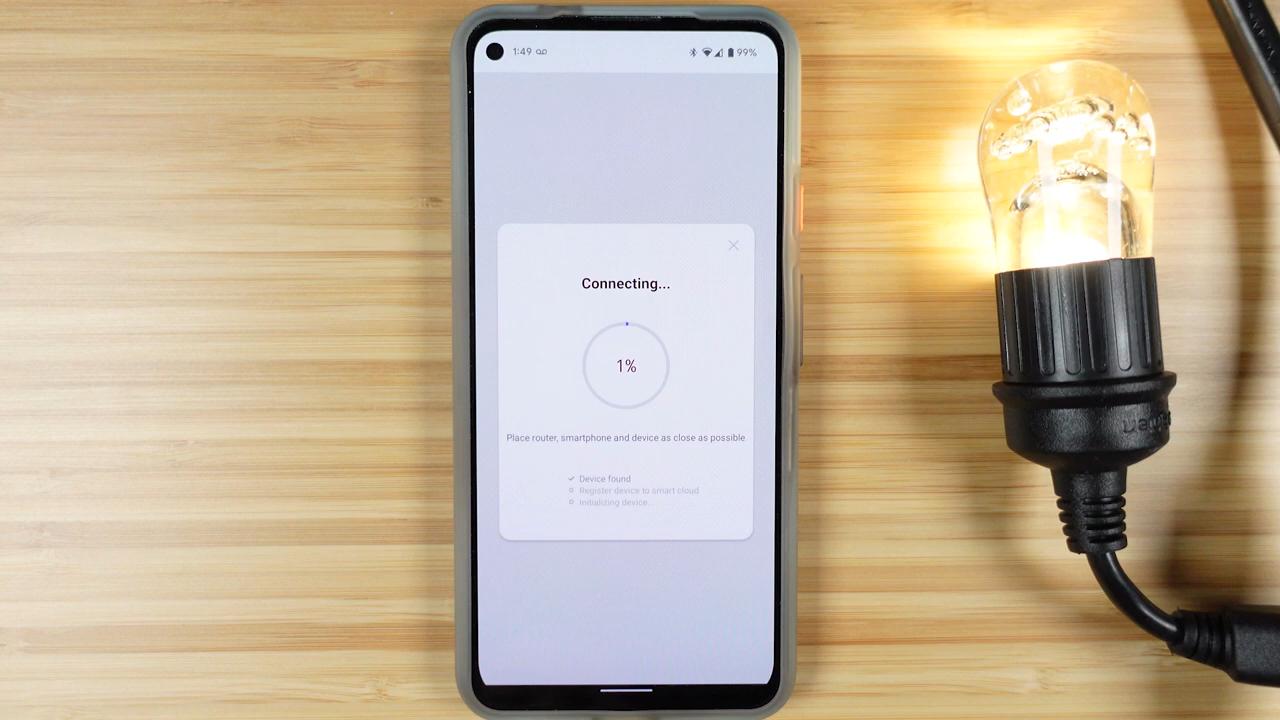 1:49
99%
Connecting...
1%
Place router, smartphone and device as close as possible
Device found
Register device to smart cloud
Initializing device...